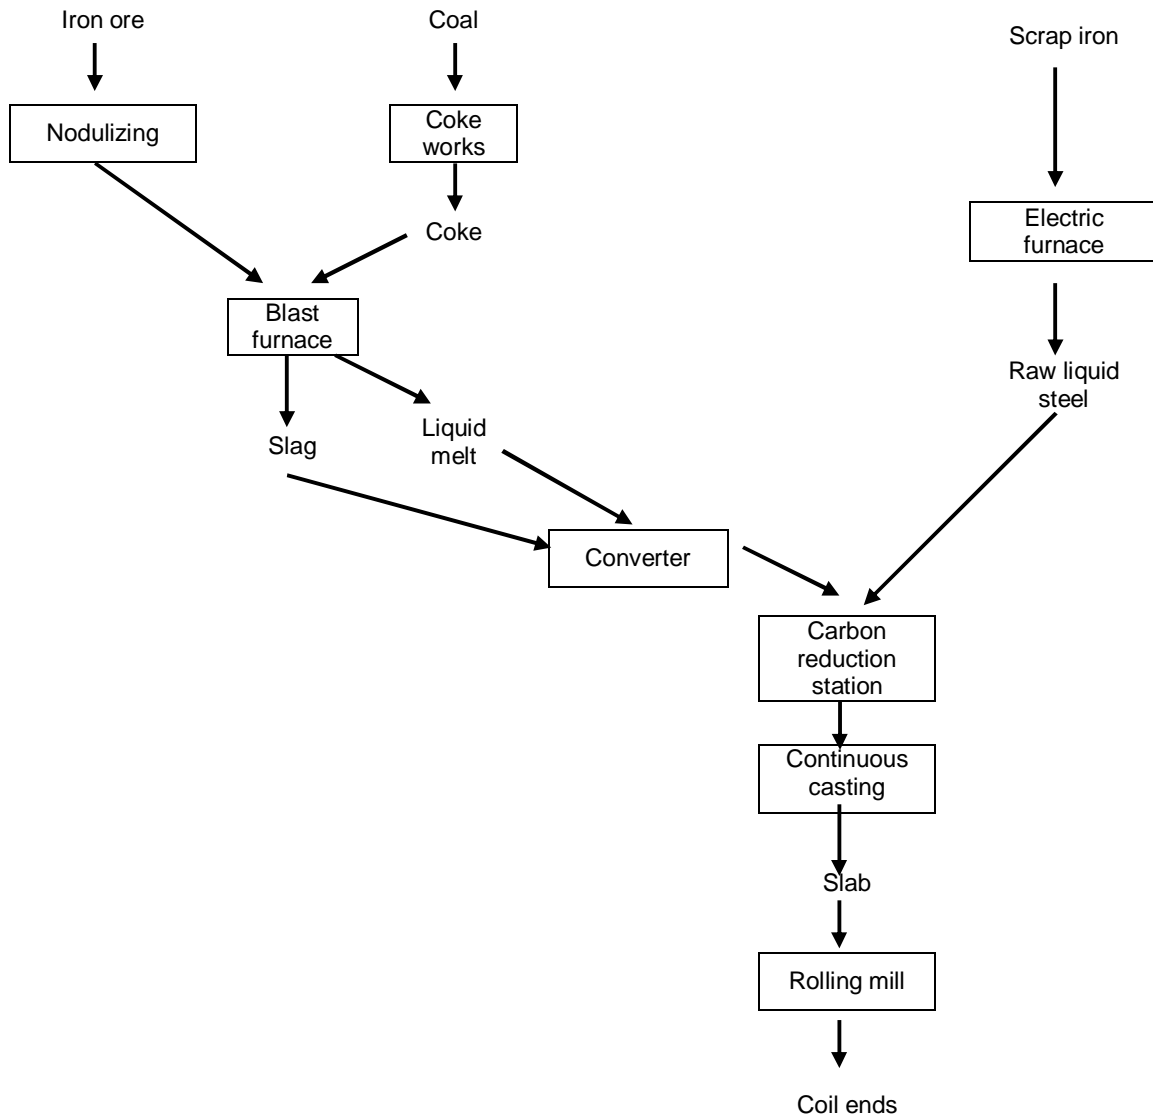 Iron ore
Coal
Scrap iron
Nodulizing
Coke
works
Coke
Electric
furnace
Blast
furnace
Raw liquid
steel
Slag
Liquid
melt
Converter
Carbon
reduction
station
Continuous
casting
Slab
Rolling mill
Coil ends